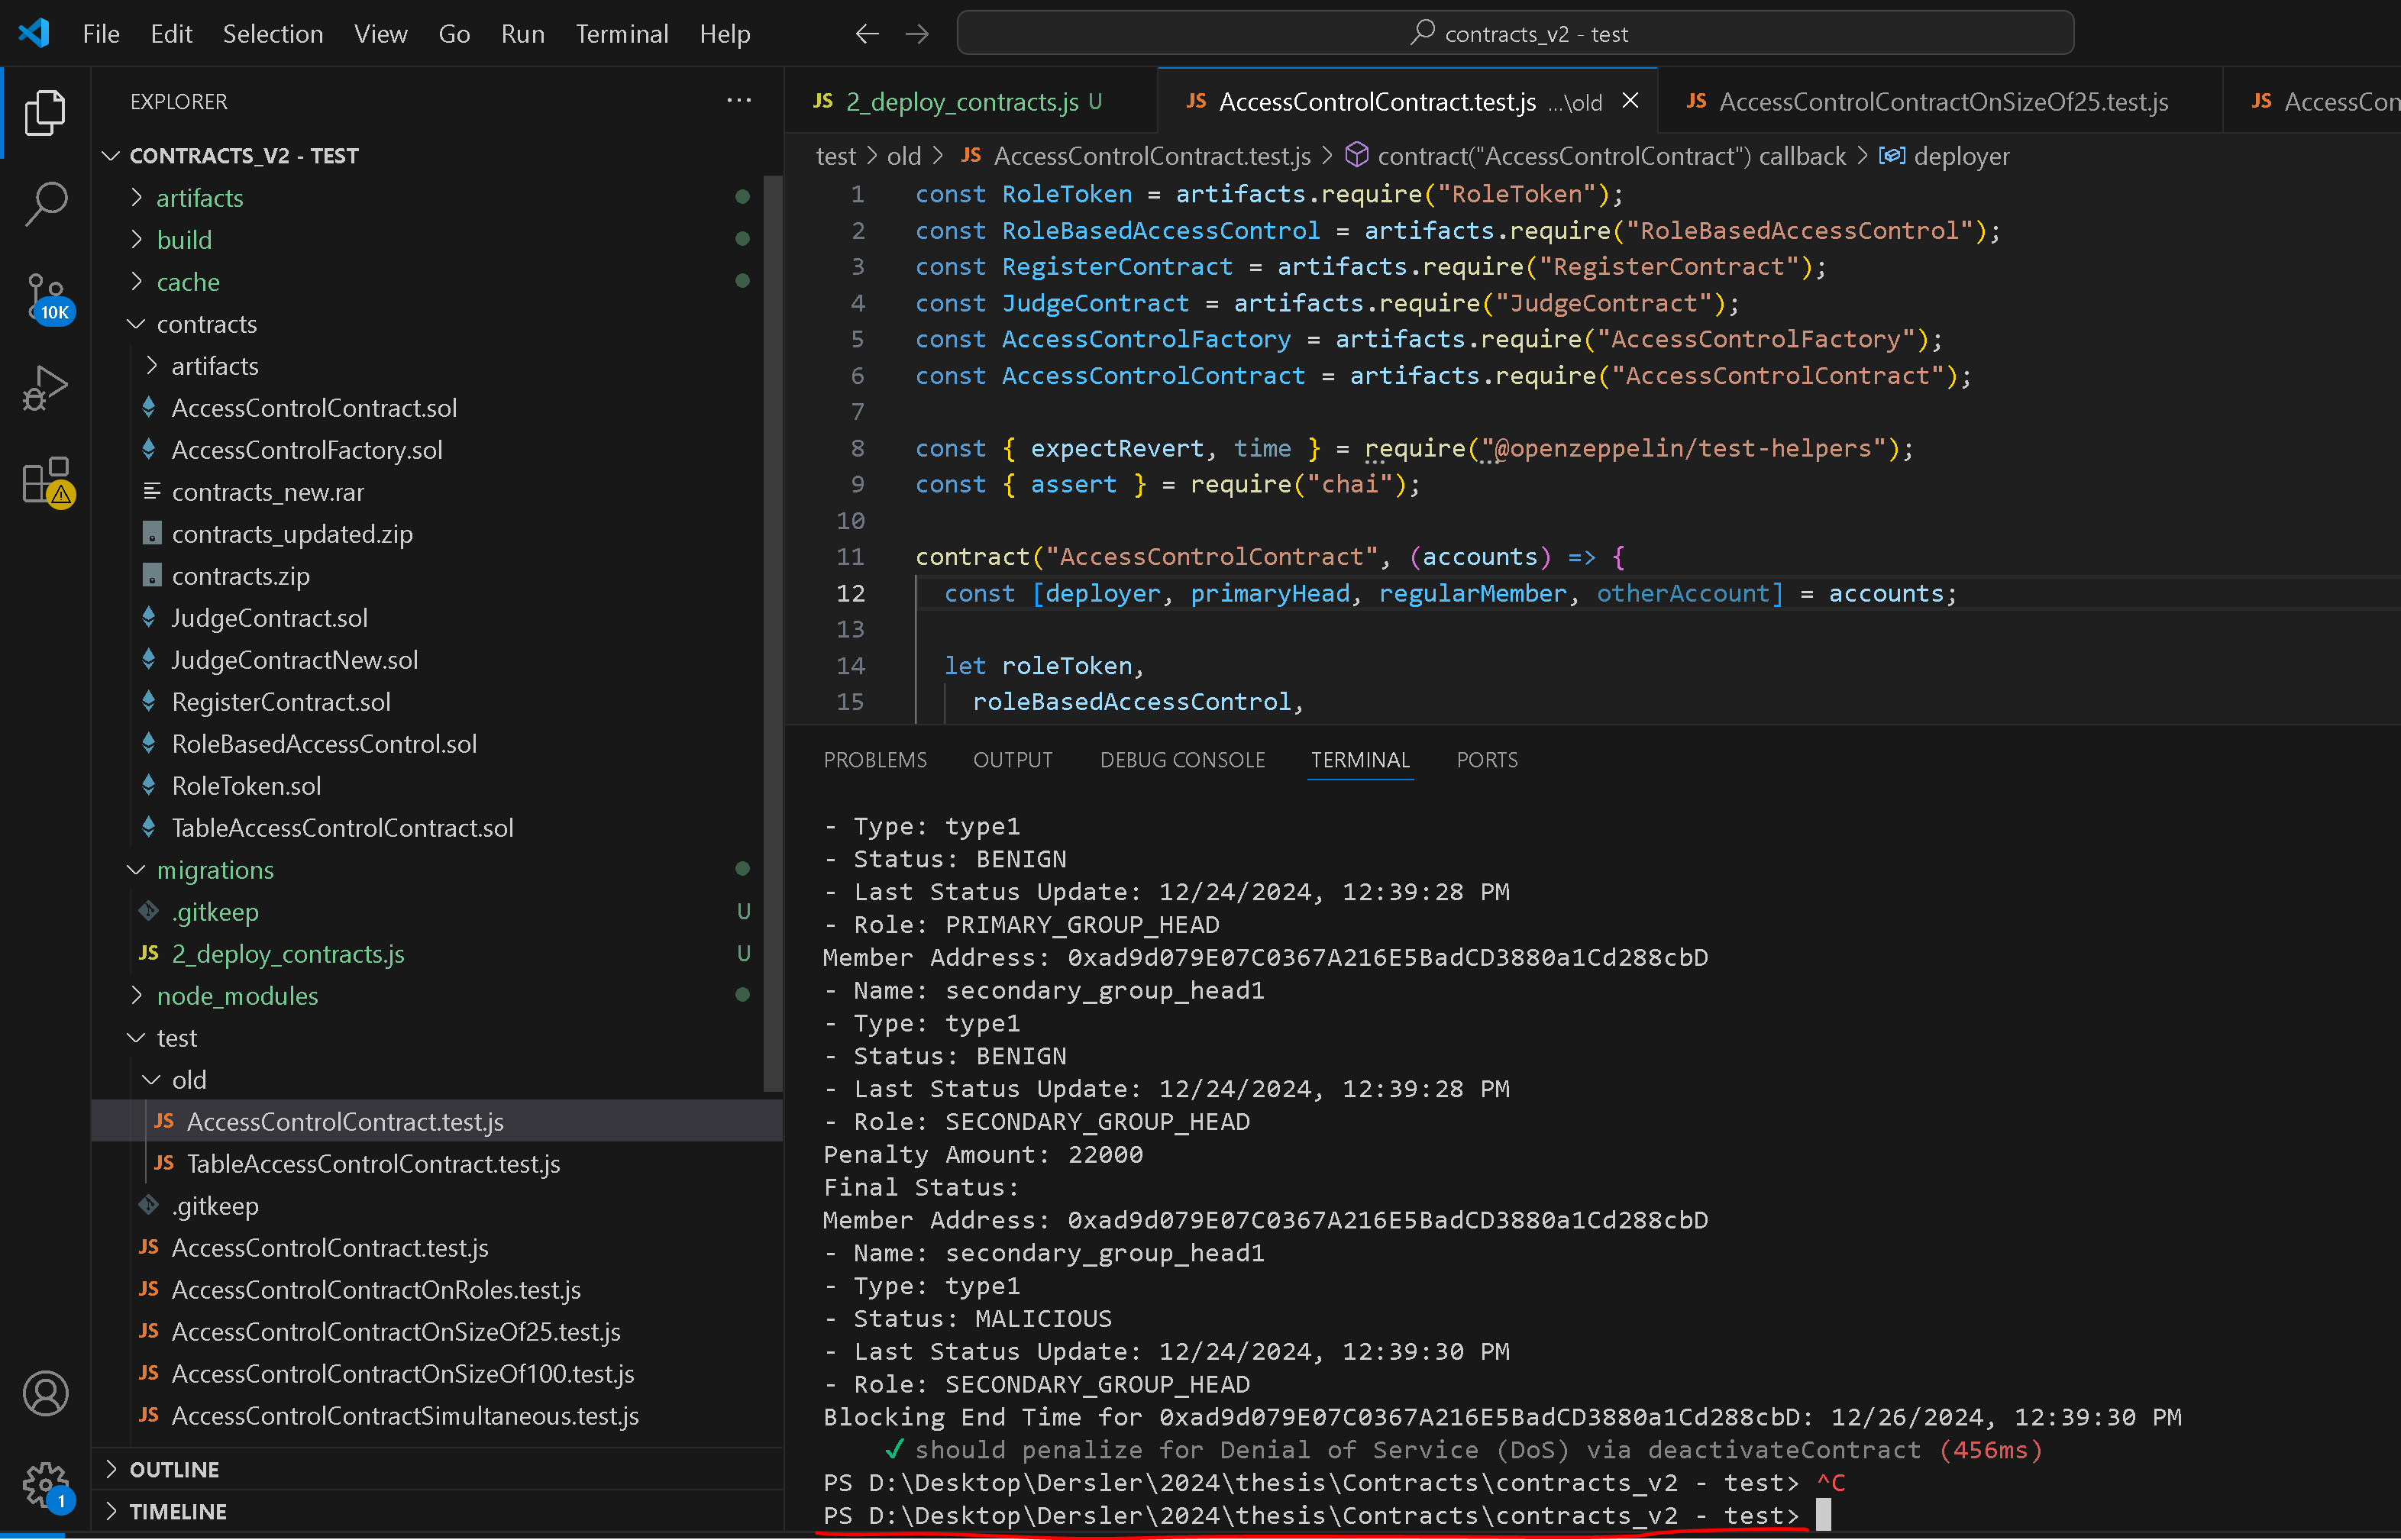 File Edit Selection View Go Run Terminal Help
contracts_v2 - test
EXPLORER
CONTRACTS_V2 - TEST
artifacts
build
cache
contracts
artifacts
AccessControlContract.sol
AccessControlFactory.sol
contracts_new.rar
contracts_updated.zip
contracts.zip
JudgeContract.sol
JudgeContractNew.sol
RegisterContract.sol
RoleBasedAccessControl.sol
RoleToken.sol
TableAccessControlContract.sol
migrations
.gitkeep U
JS 2_deploy_contracts.js U
node_modules
test
old
JS AccessControlContract.test.js
JS TableAccessControlContract.test.js
.gitkeep
JS AccessControlContract.test.js
JS AccessControlContractOnRoles.test.js
JS AccessControlContractOnSizeOf25.test.js
JS AccessControlContractOnSizeOf100.test.js
JS AccessControlContractSimultaneous.test.js
OUTLINE
TIMELINE
10K
1
JS 2_deploy_contracts.js U
JS AccessControlContract.test.js ...\old
JS AccessControlContractOnSizeOf25.test.js
JS AccessCon
test > old > JS AccessControlContract.test.js > contract("AccessControlContract") callback > deployer
1 const RoleToken = artifacts.require("RoleToken");
2 const RoleBasedAccessControl = artifacts.require("RoleBasedAccessControl");
3 const RegisterContract = artifacts.require("RegisterContract");
4 const JudgeContract = artifacts.require("JudgeContract");
5 const AccessControlFactory = artifacts.require("AccessControlFactory");
6 const AccessControlContract = artifacts.require("AccessControlContract");
7
8 const { expectRevert, time } = require("@openzeppelin/test-helpers");
9 const { assert } = require("chai");
10
11 contract("AccessControlContract", (accounts) => {
12 const [deployer, primaryHead, regularMember, otherAccount] = accounts;
13
14 let roleToken,
15 roleBasedAccessControl,
PROBLEMS OUTPUT DEBUG CONSOLE TERMINAL PORTS
- Type: type1
- Status: BENIGN
- Last Status Update: 12/24/2024, 12:39:28 PM
- Role: PRIMARY_GROUP_HEAD
Member Address: 0xad9d079E07C0367A216E5BadCD3880a1Cd288cbD
- Name: secondary_group_head1
- Type: type1
- Status: BENIGN
- Last Status Update: 12/24/2024, 12:39:28 PM
- Role: SECONDARY_GROUP_HEAD
Penalty Amount: 22000
Final Status:
Member Address: 0xad9d079E07C0367A216E5BadCD3880a1Cd288cbD
- Name: secondary_group_head1
- Type: type1
- Status: MALICIOUS
- Last Status Update: 12/24/2024, 12:39:30 PM
- Role: SECONDARY_GROUP_HEAD
Blocking End Time for 0xad9d079E07C0367A216E5BadCD3880a1Cd288cbD: 12/26/2024, 12:39:30 PM
✓ should penalize for Denial of Service (DoS) via deactivateContract (456ms)
PS D:\Desktop\Dersler\2024\thesis\Contracts\contracts_v2 - test> ^C
PS D:\Desktop\Dersler\2024\thesis\Contracts\contracts_v2 - test>